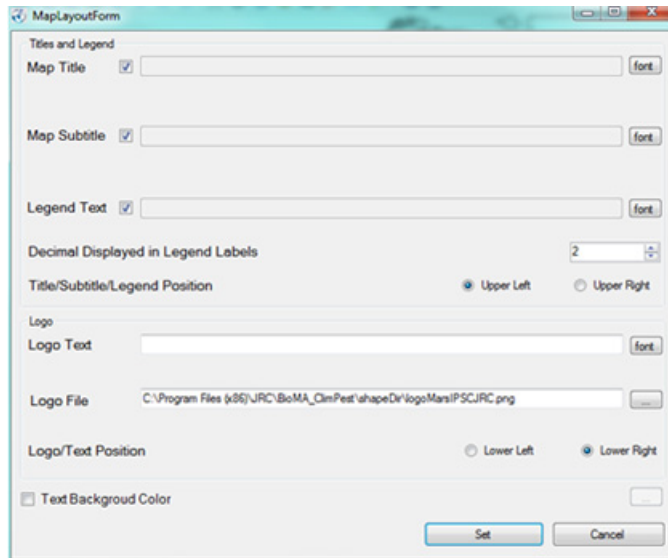 MapLayoutForm
Titles and Legend
Map Title font
Map Subtitle font
Legend Text font
Decimal Displayed in Legend Labels 2
Title/Subtitle/Legend Position Upper Left Upper Right
Logo
Logo Text font
Logo File C:\Program Files (x86)\JRC\BioMA_ClimPest\shapeDir\logoMarsIPSCJRC.png ...
Logo/Text Position Lower Left Lower Right
Text Backgroud Color ...
Set Cancel